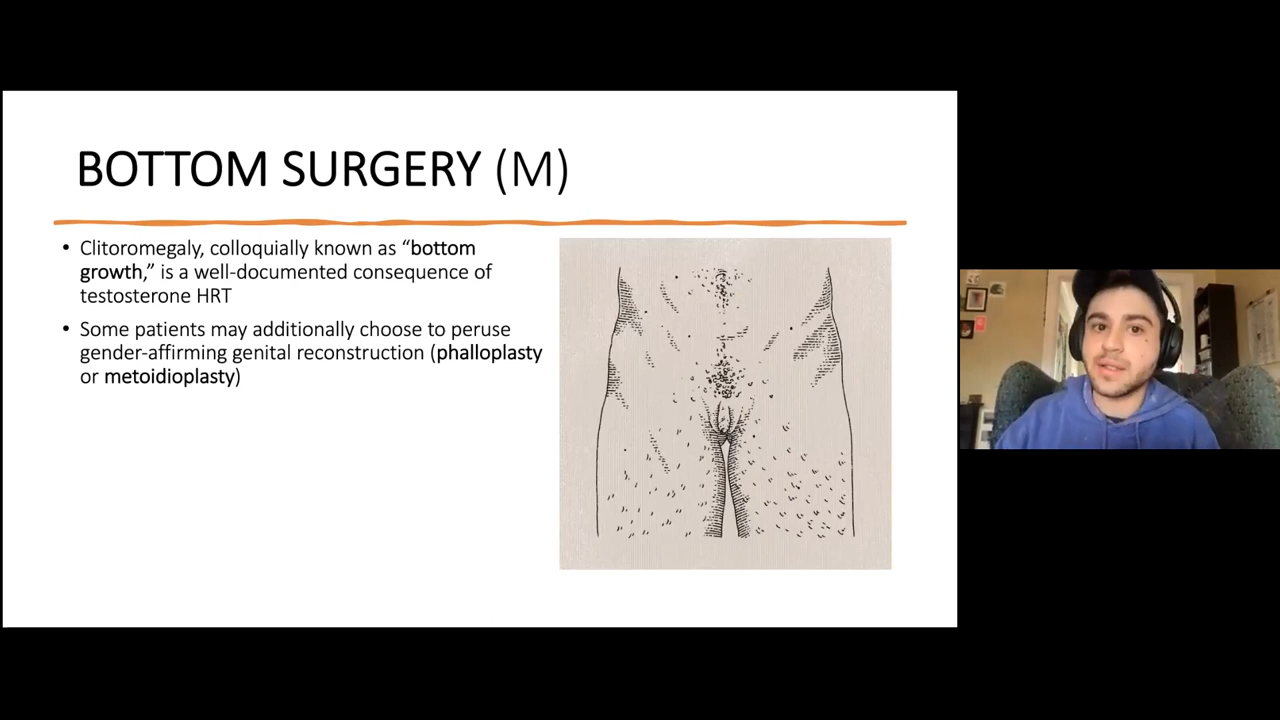 BOTTOM SURGERY (M)
• Clitoromegaly, colloquially known as “bottom
growth,” is a well-documented consequence of
testosterone HRT
• Some patients may additionally choose to peruse
gender-affirming genital reconstruction (phalloplasty
or metoidioplasty)